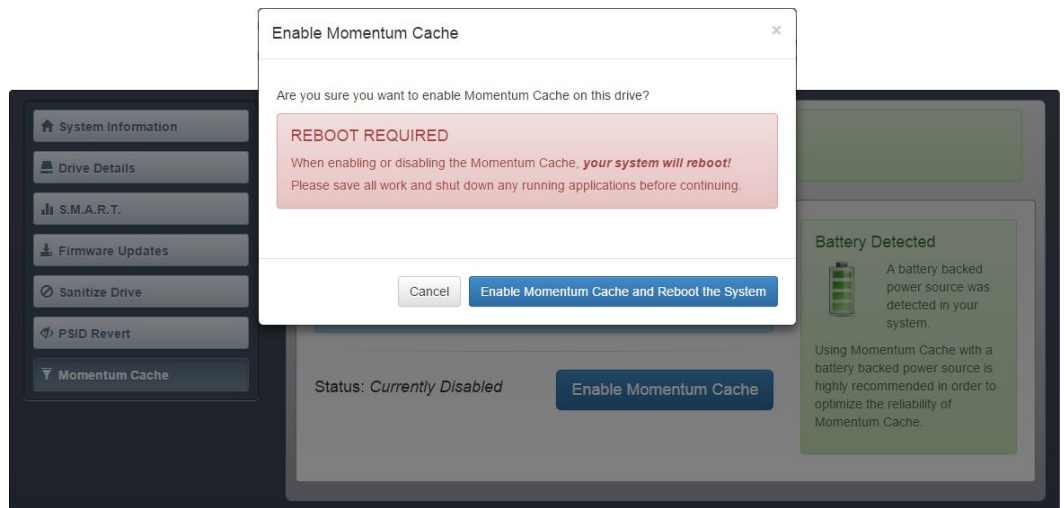 Enable Momentum Cache
×
Are you sure you want to enable Momentum Cache on this drive?
REBOOT REQUIRED
When enabling or disabling the Momentum Cache, your system will reboot!
Please save all work and shut down any running applications before continuing.
Cancel
Enable Momentum Cache and Reboot the System
System Information
Drive Details
S.M.A.R.T.
Firmware Updates
Sanitize Drive
PSID Revert
Momentum Cache
Status: Currently Disabled
Enable Momentum Cache
Battery Detected
A battery backed
power source was
detected in your
system.
Using Momentum Cache with a
battery backed power source is
highly recommended in order to
optimize the reliability of
Momentum Cache.